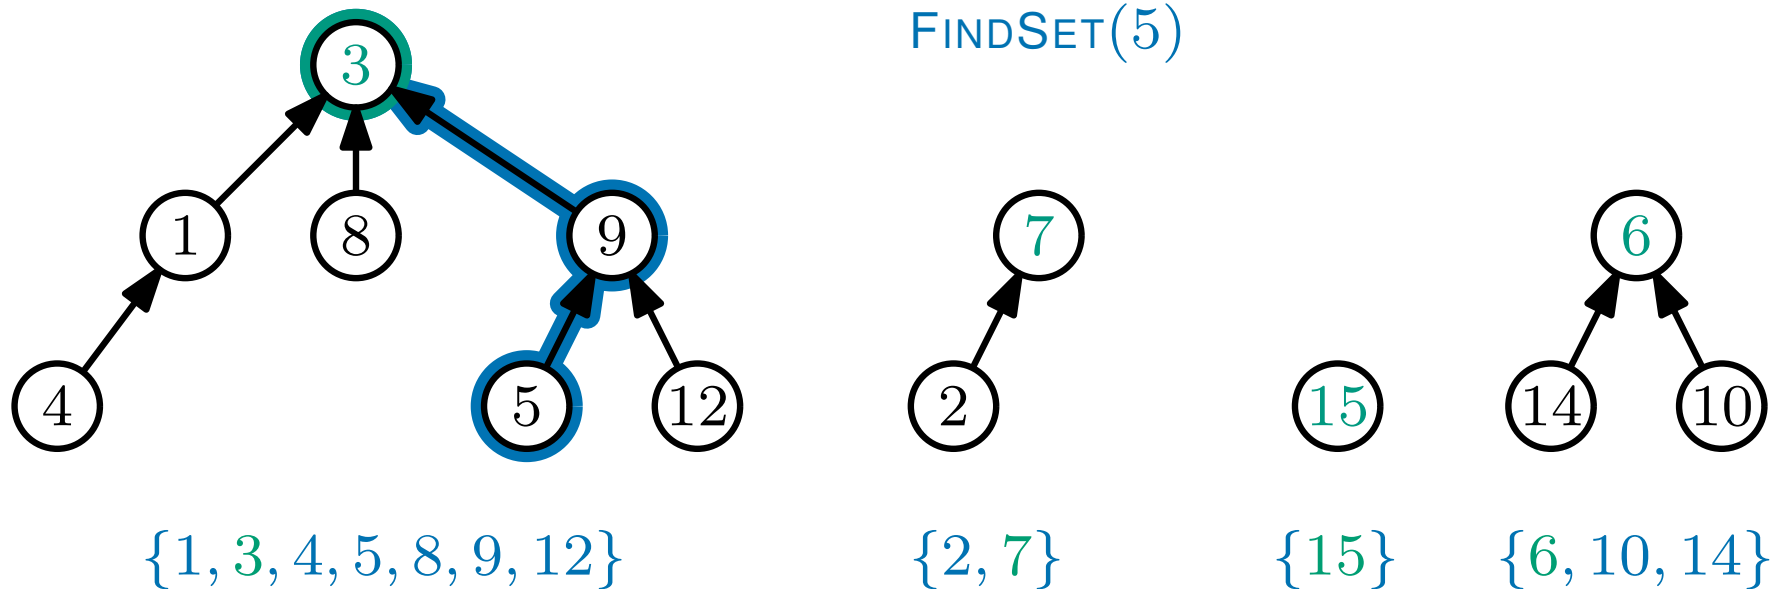 FINDSET(5)
3
1 8 9 7 6
4 5 12 2 15 14 10
{1, 3, 4, 5, 8, 9, 12} {2, 7} {15} {6, 10, 14}